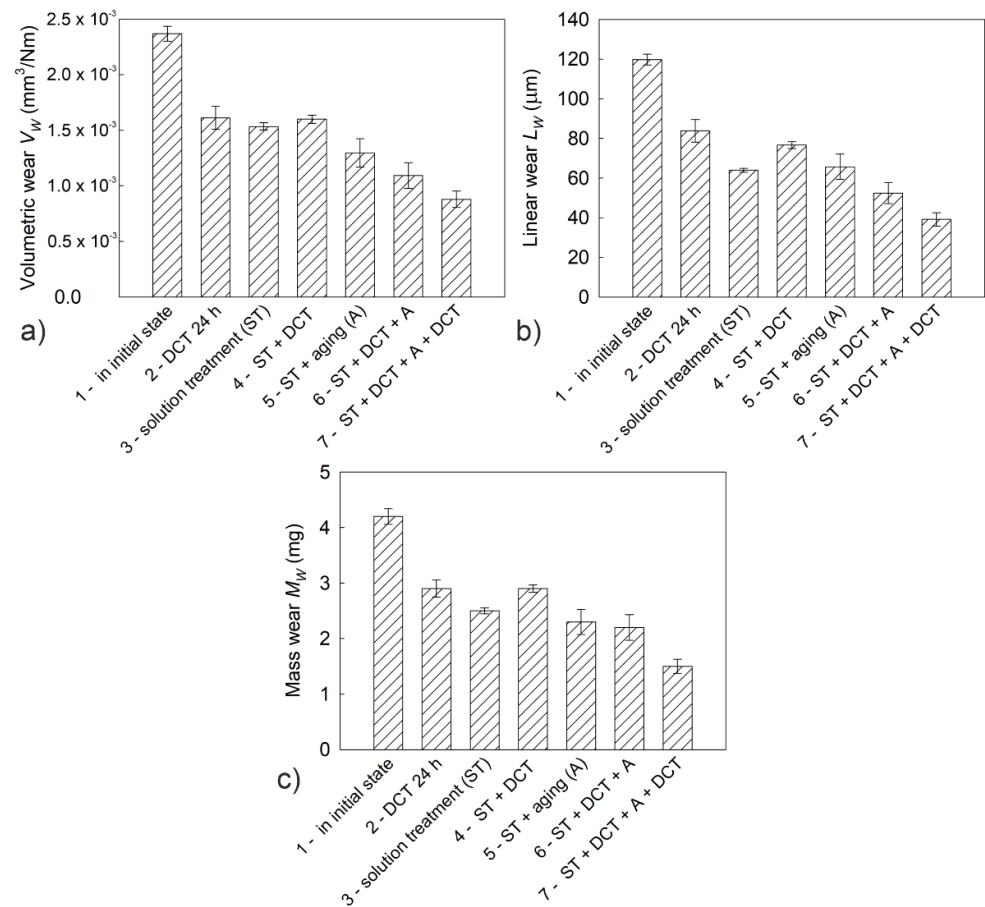 Volumetric wear V_W (mm³/Nm)
2.5 x 10⁻³
2.0 x 10⁻³
1.5 x 10⁻³
1.0 x 10⁻³
0.5 x 10⁻³
0.0
1 - in initial state
2 - DCT 24 h
3 - solution treatment (ST)
4 - ST + DCT
5 - ST + aging (A)
6 - ST + DCT + A
7 - ST + DCT + A + DCT
a)
Linear wear L_W (μm)
140
120
100
80
60
40
20
0
1 - in initial state
2 - DCT 24 h
3 - solution treatment (ST)
4 - ST + DCT
5 - ST + aging (A)
6 - ST + DCT + A
7 - ST + DCT + A + DCT
b)
Mass wear M_W (mg)
5
4
3
2
1
0
1 - in initial state
2 - DCT 24 h
3 - solution treatment (ST)
4 - ST + DCT
5 - ST + aging (A)
6 - ST + DCT + A
7 - ST + DCT + A + DCT
c)